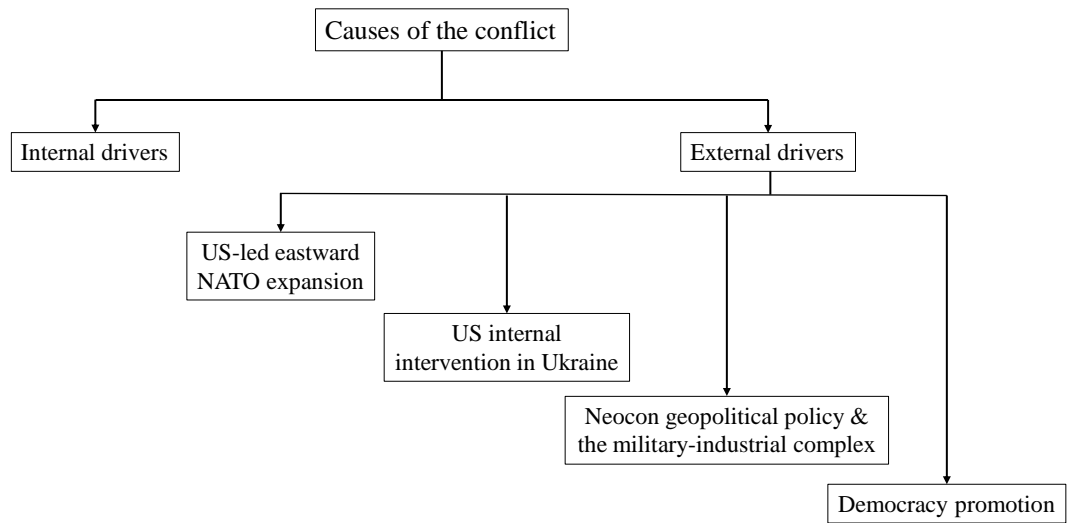 Causes of the conflict
Internal drivers
External drivers
US-led eastward
NATO expansion
US internal
intervention in Ukraine
Neocon geopolitical policy &
the military-industrial complex
Democracy promotion